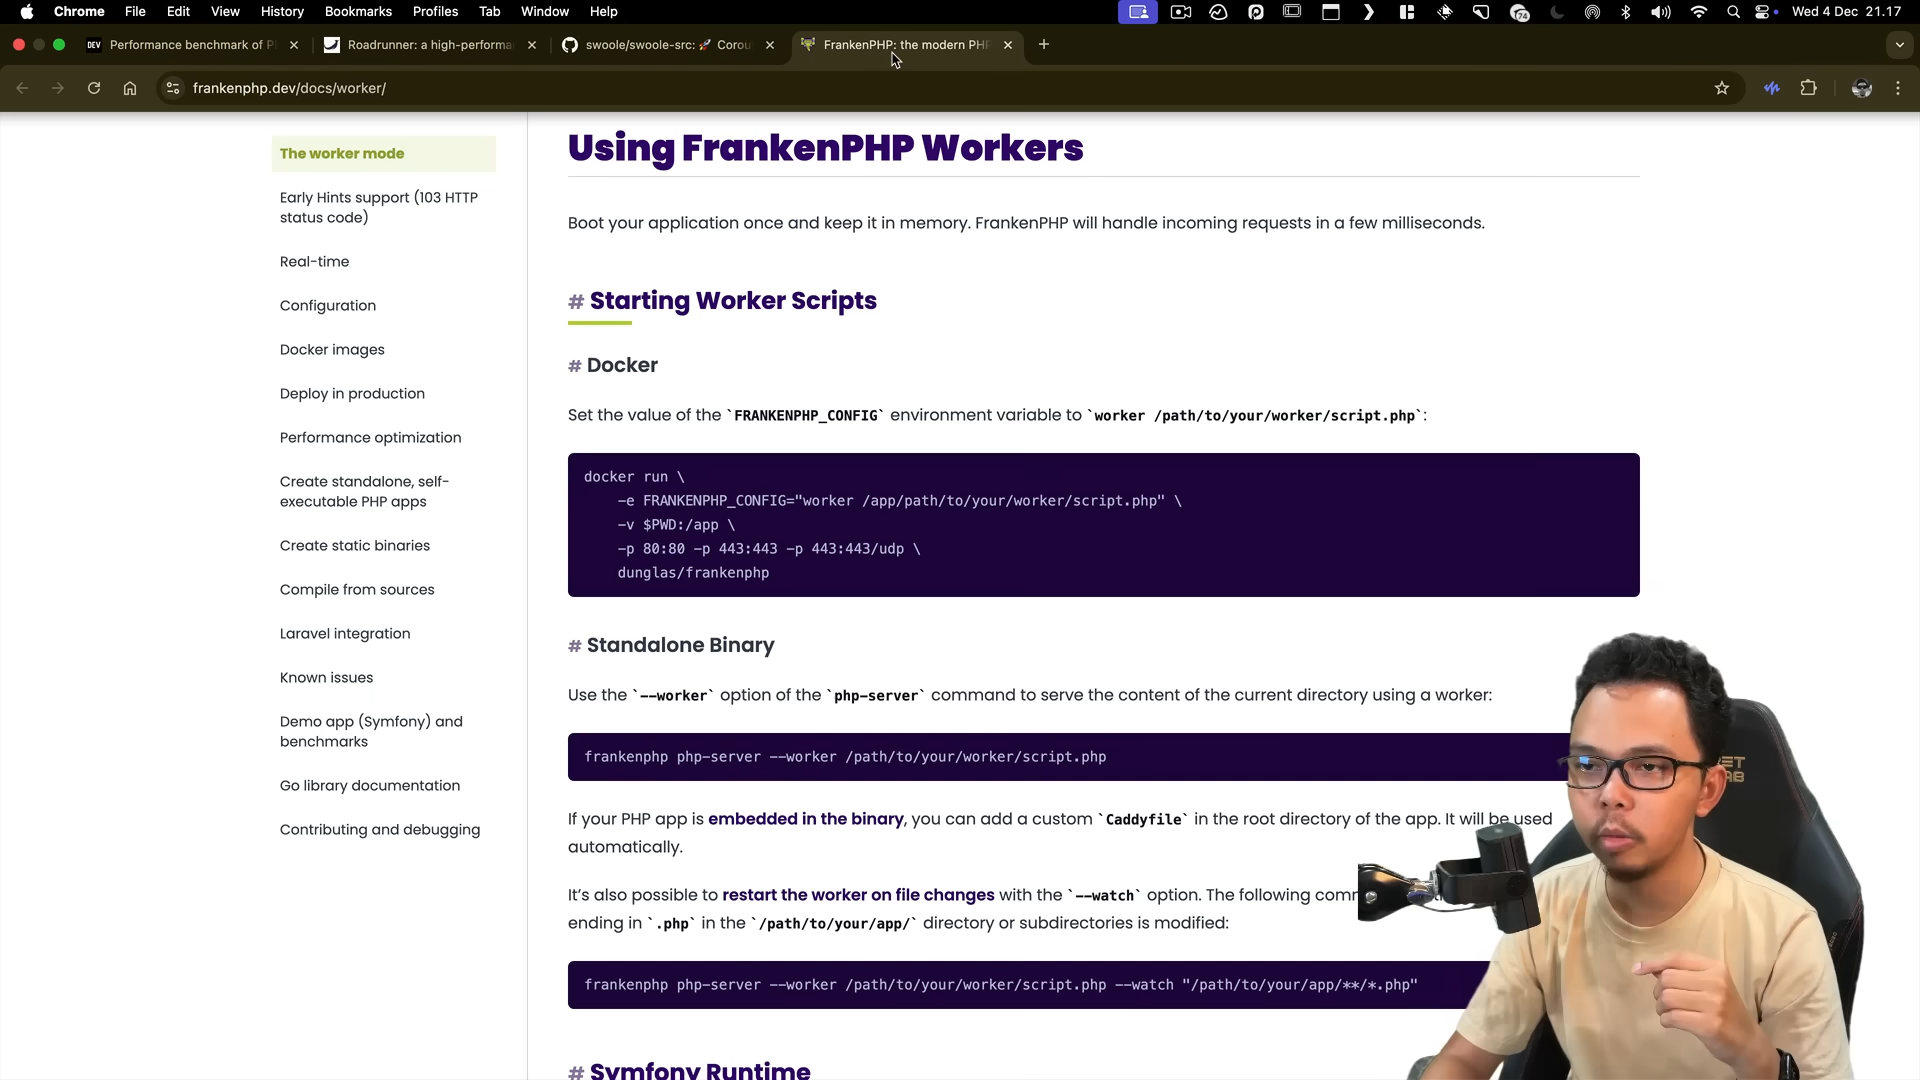 Chrome File Edit View History Bookmarks Profiles Tab Window Help
74
Wed 4 Dec 21.17
DEV Performance benchmark of P
Roadrunner: a high-performa
swoole/swoole-src: 🚀 Corou
FrankenPHP: the modern PHP
frankenphp.dev/docs/worker/
The worker mode
Early Hints support (103 HTTP
status code)
Real-time
Configuration
Docker images
Deploy in production
Performance optimization
Create standalone, self-
executable PHP apps
Create static binaries
Compile from sources
Laravel integration
Known issues
Demo app (Symfony) and
benchmarks
Go library documentation
Contributing and debugging
Using FrankenPHP Workers
Boot your application once and keep it in memory. FrankenPHP will handle incoming requests in a few milliseconds.
# Starting Worker Scripts
# Docker
Set the value of the `FRANKENPHP_CONFIG` environment variable to `worker /path/to/your/worker/script.php`:
docker run \
-e FRANKENPHP_CONFIG="worker /app/path/to/your/worker/script.php" \
-v $PWD:/app \
-p 80:80 -p 443:443 -p 443:443/udp \
dunglas/frankenphp
# Standalone Binary
Use the `--worker` option of the `php-server` command to serve the content of the current directory using a worker:
frankenphp php-server --worker /path/to/your/worker/script.php
If your PHP app is embedded in the binary, you can add a custom `Caddyfile` in the root directory of the app. It will be used
automatically.
It's also possible to restart the worker on file changes with the `--watch` option. The following comm
ending in `.php` in the `/path/to/your/app/` directory or subdirectories is modified:
frankenphp php-server --worker /path/to/your/worker/script.php --watch "/path/to/your/app/**/*.php"
# Symfony Runtime